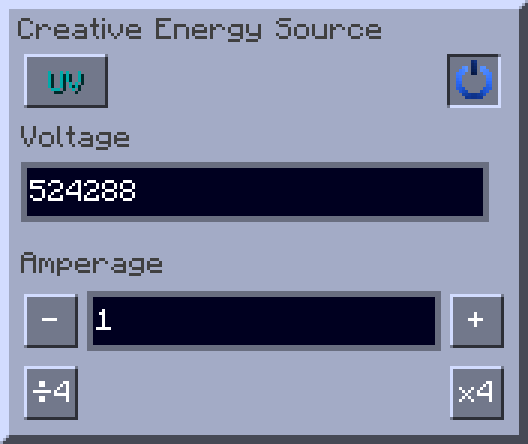 Creative Energy Source
UV
Voltage
524288
Amperage
- 1 +
÷4 x4